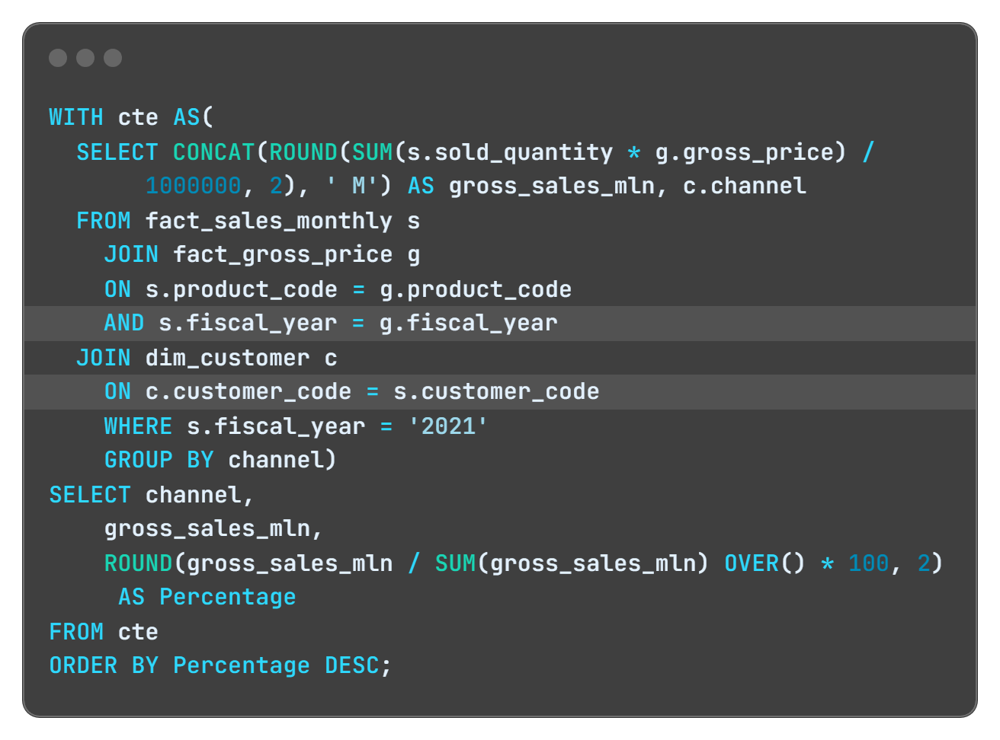 WITH cte AS(
  SELECT CONCAT(ROUND(SUM(s.sold_quantity * g.gross_price) /
       1000000, 2), ' M') AS gross_sales_mln, c.channel
  FROM fact_sales_monthly s
    JOIN fact_gross_price g
    ON s.product_code = g.product_code
    AND s.fiscal_year = g.fiscal_year
  JOIN dim_customer c
    ON c.customer_code = s.customer_code
    WHERE s.fiscal_year = '2021'
    GROUP BY channel)
SELECT channel,
    gross_sales_mln,
    ROUND(gross_sales_mln / SUM(gross_sales_mln) OVER() * 100, 2)
     AS Percentage
FROM cte
ORDER BY Percentage DESC;